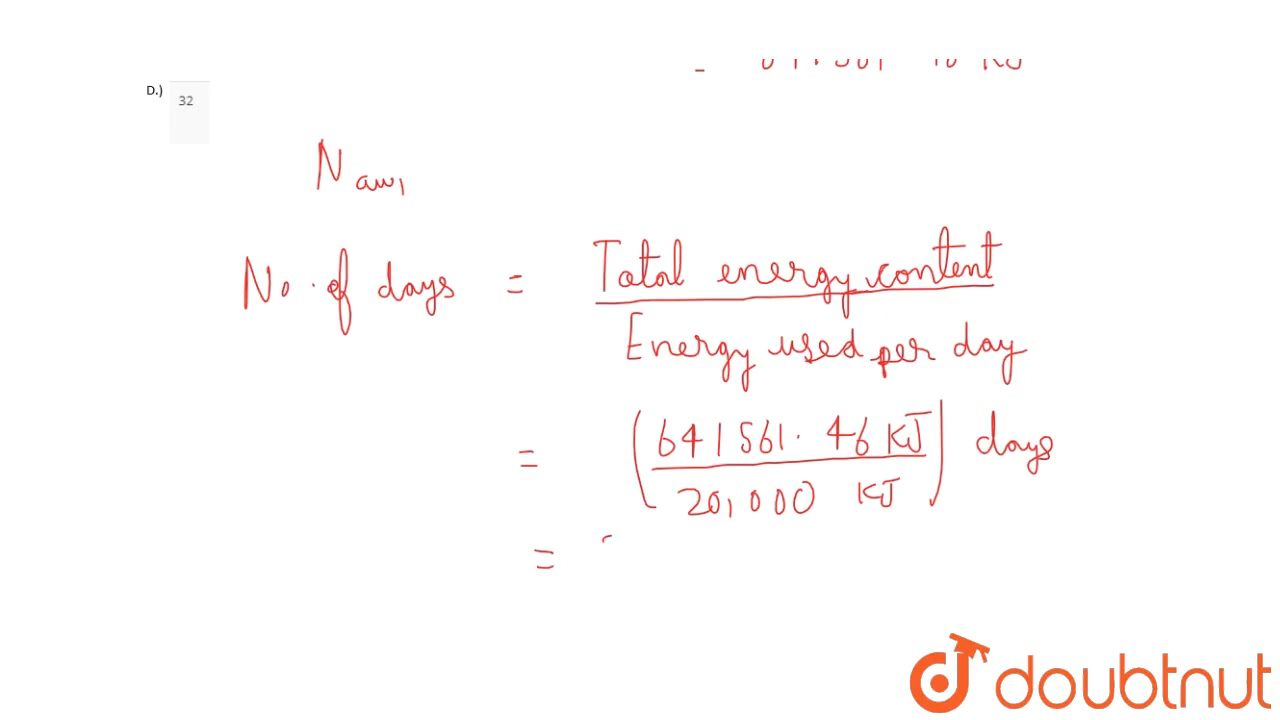 D.)
32
Now,
No. of days = Total energy content
Energy used per day
= (641561.46 KJ
20,000 KJ) days
=
doubtnut